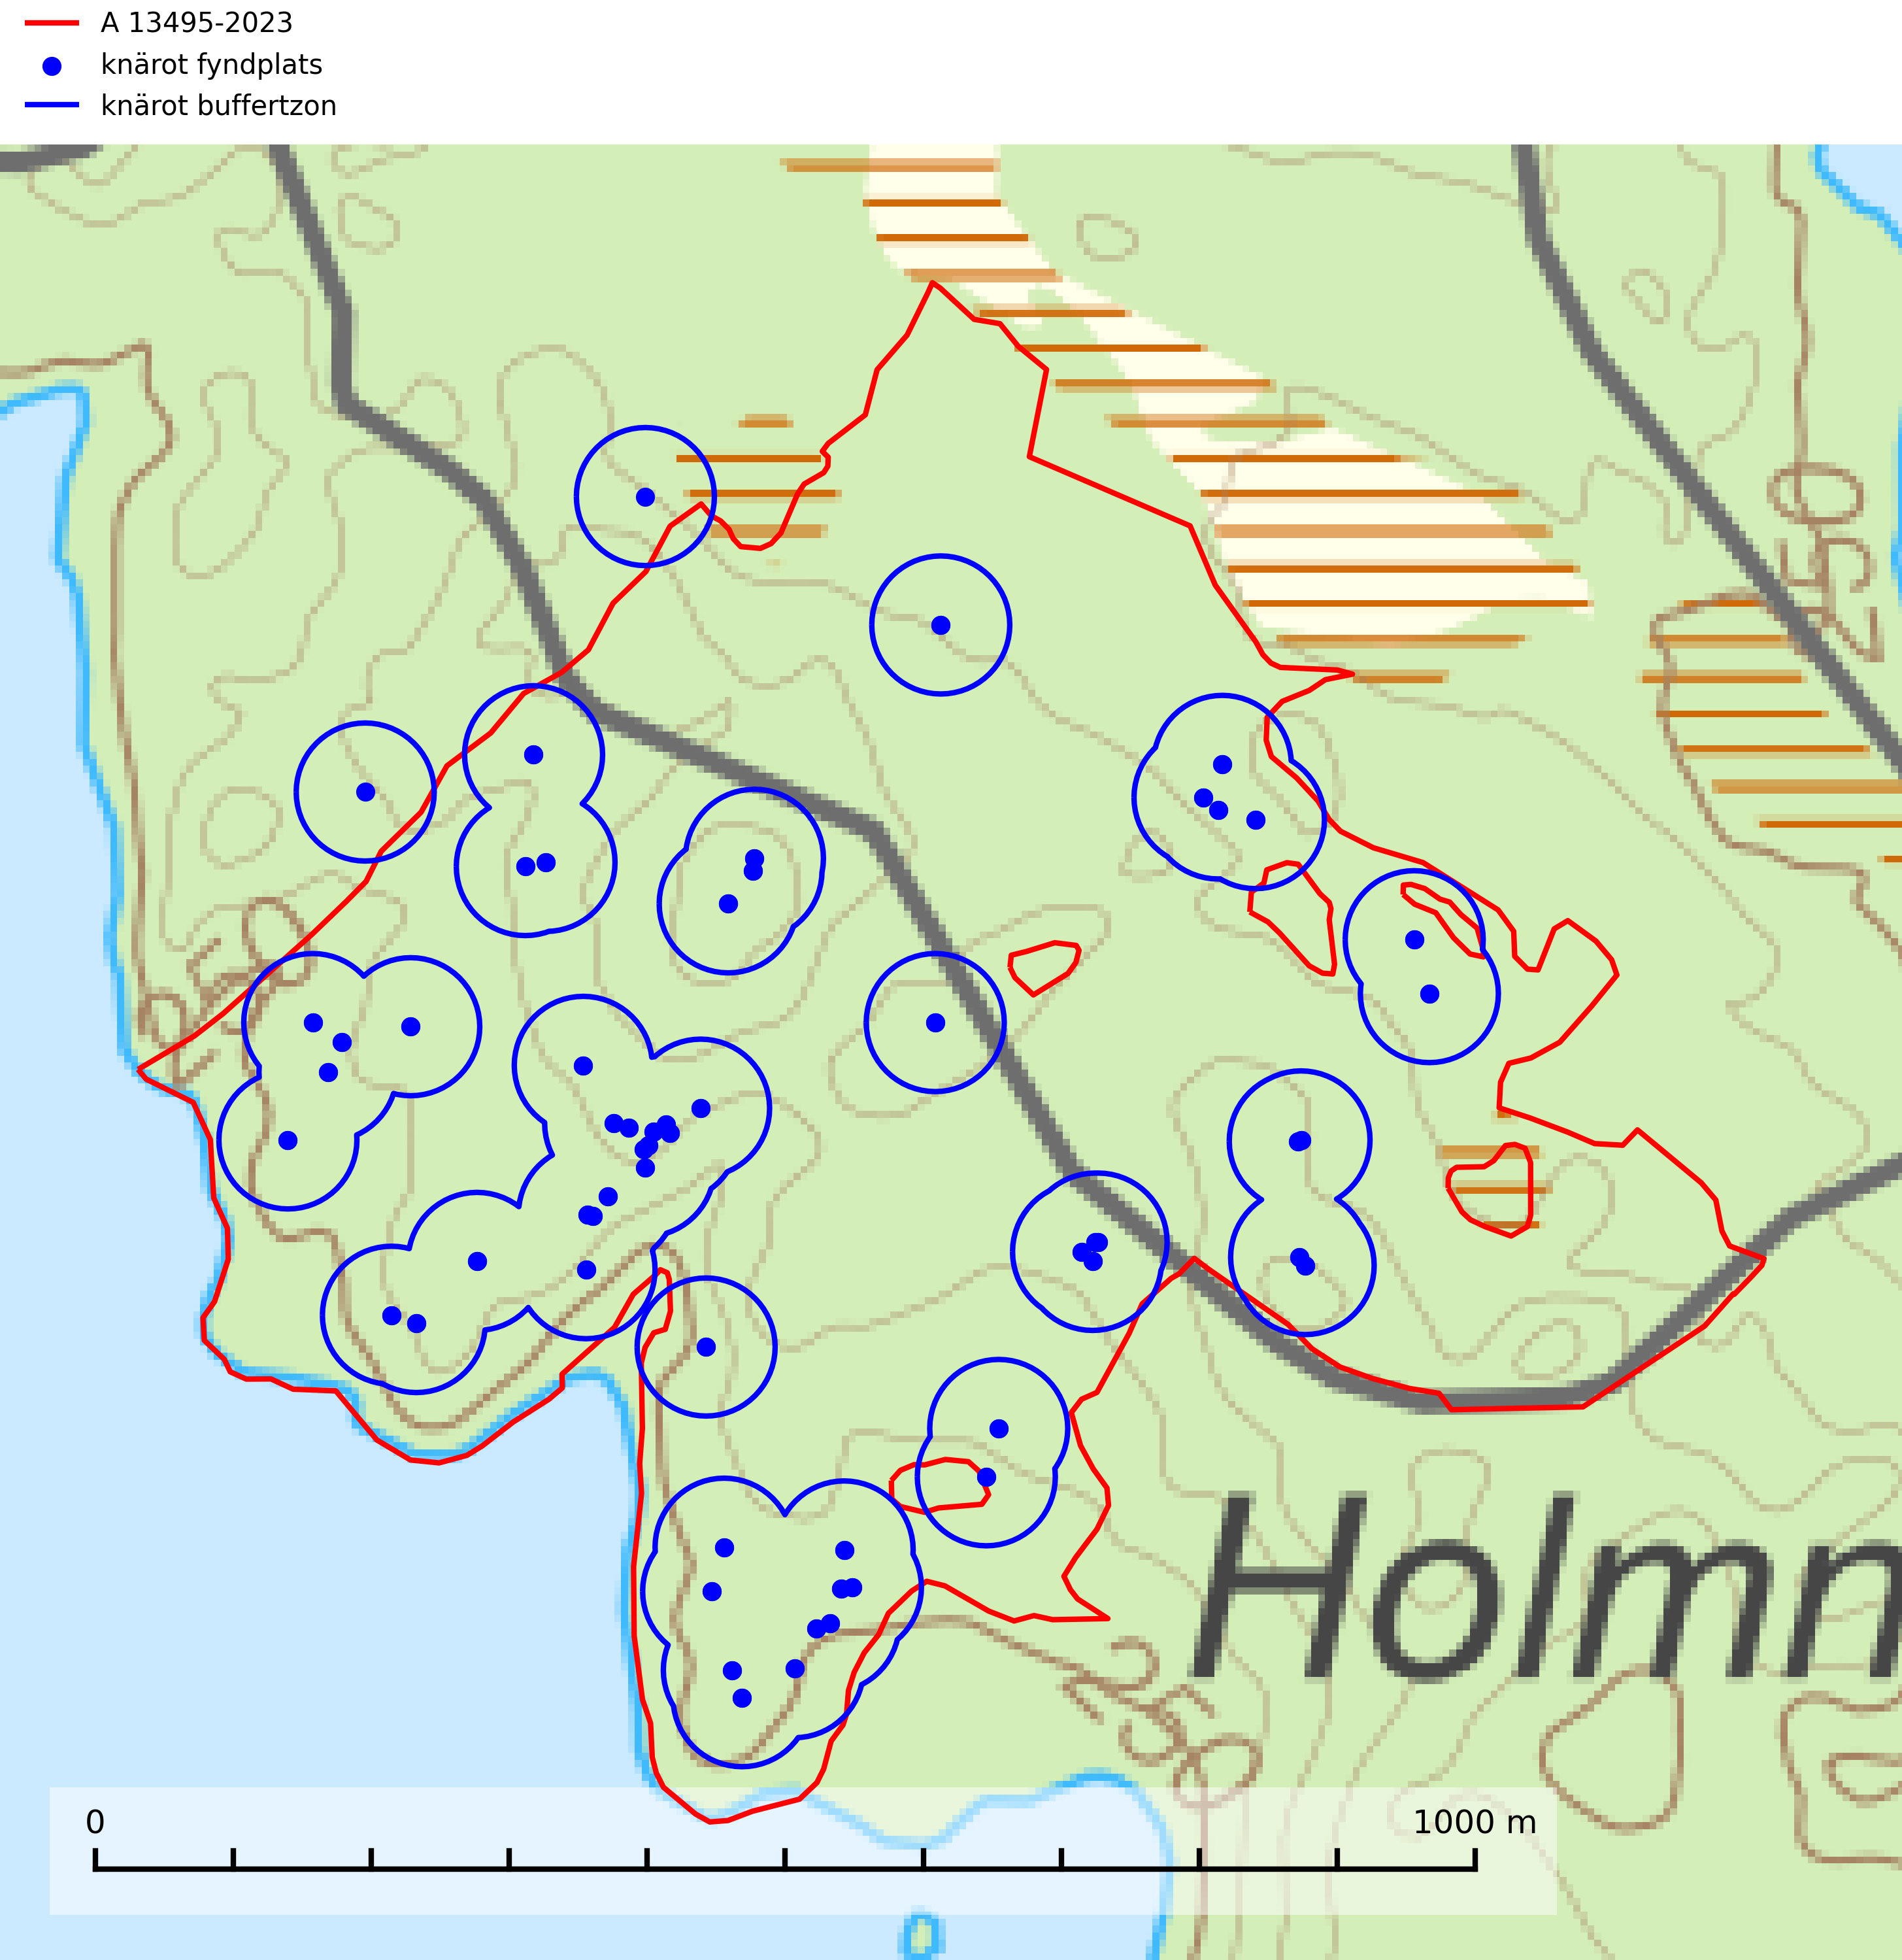 A 13495-2023
knärot fyndplats
knärot buffertzon
Holmn
0 1000 m